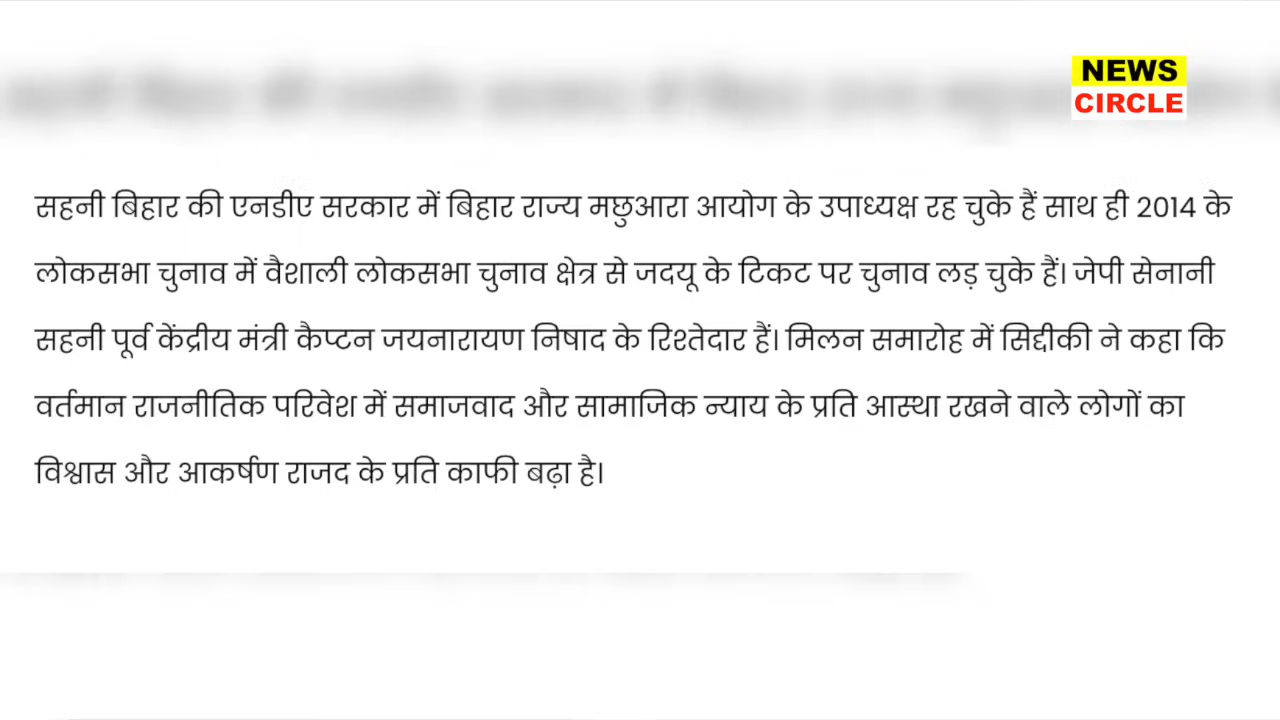 NEWS
CIRCLE
सहनी बिहार की एनडीए सरकार में बिहार राज्य मछुआरा आयोग के उपाध्यक्ष रह चुके हैं साथ ही 2014 के
लोकसभा चुनाव में वैशाली लोकसभा चुनाव क्षेत्र से जदयू के टिकट पर चुनाव लड़ चुके हैं। जेपी सेनानी
सहनी पूर्व केंद्रीय मंत्री कैप्टन जयनारायण निषाद के रिश्तेदार हैं। मिलन समारोह में सिद्दीकी ने कहा कि
वर्तमान राजनीतिक परिवेश में समाजवाद और सामाजिक न्याय के प्रति आस्था रखने वाले लोगों का
विश्वास और आकर्षण राजद के प्रति काफी बढ़ा है।